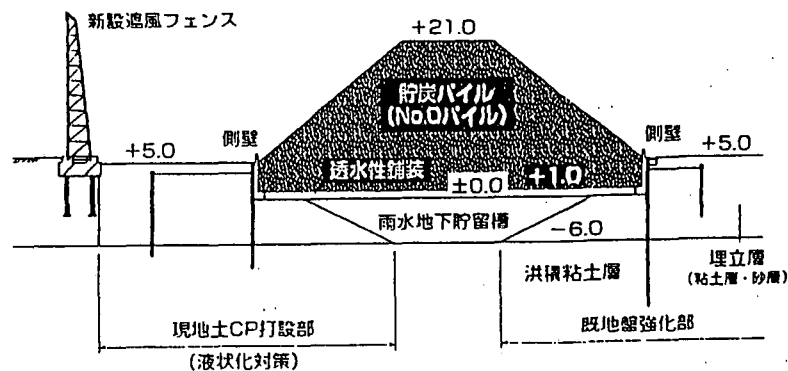 新設遮風フェンス
+21.0
貯炭パイル
(No.0パイル)
側壁
側壁
+5.0
+5.0
透水性舗装
±0.0
+1.0
雨水地下貯留槽
-6.0
洪積粘土層
埋立層
(粘土層・砂層)
現地土CP打設部
(液状化対策)
既地盤強化部